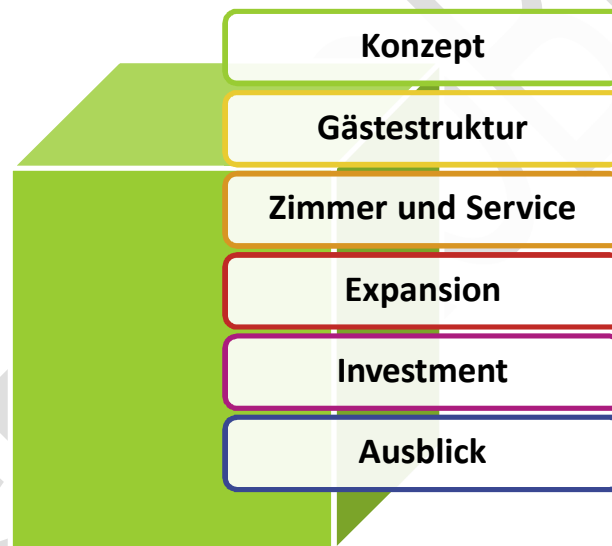 Konzept
Gästestruktur
Zimmer und Service
Expansion
Investment
Ausblick